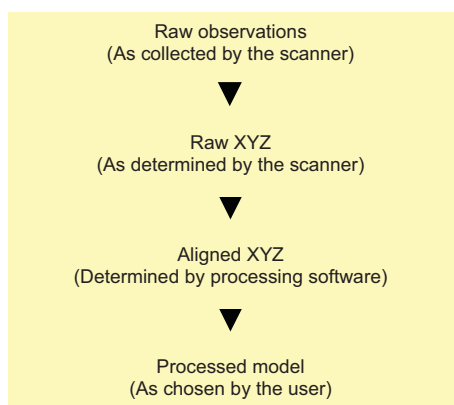 Raw observations
(As collected by the scanner)
Raw XYZ
(As determined by the scanner)
Aligned XYZ
(Determined by processing software)
Processed model
(As chosen by the user)